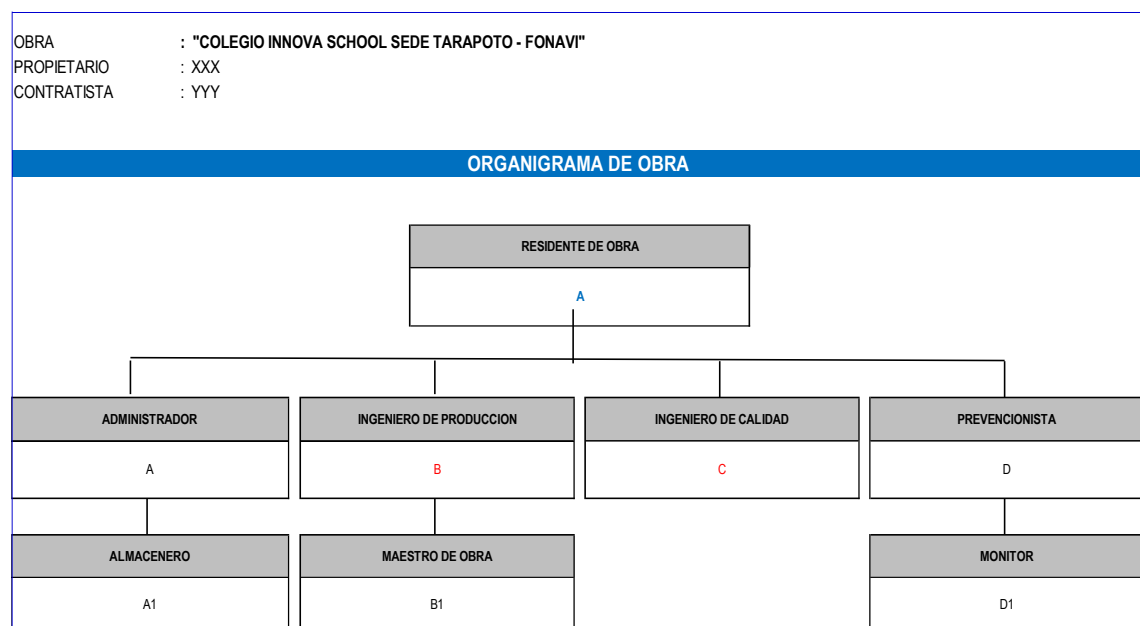 OBRA : "COLEGIO INNOVA SCHOOL SEDE TARAPOTO - FONAVI"
PROPIETARIO : XXX
CONTRATISTA : YYY
ORGANIGRAMA DE OBRA
RESIDENTE DE OBRA
A
ADMINISTRADOR
A
INGENIERO DE PRODUCCION
B
INGENIERO DE CALIDAD
C
PREVENCIONISTA
D
ALMACENERO
A1
MAESTRO DE OBRA
B1
MONITOR
D1